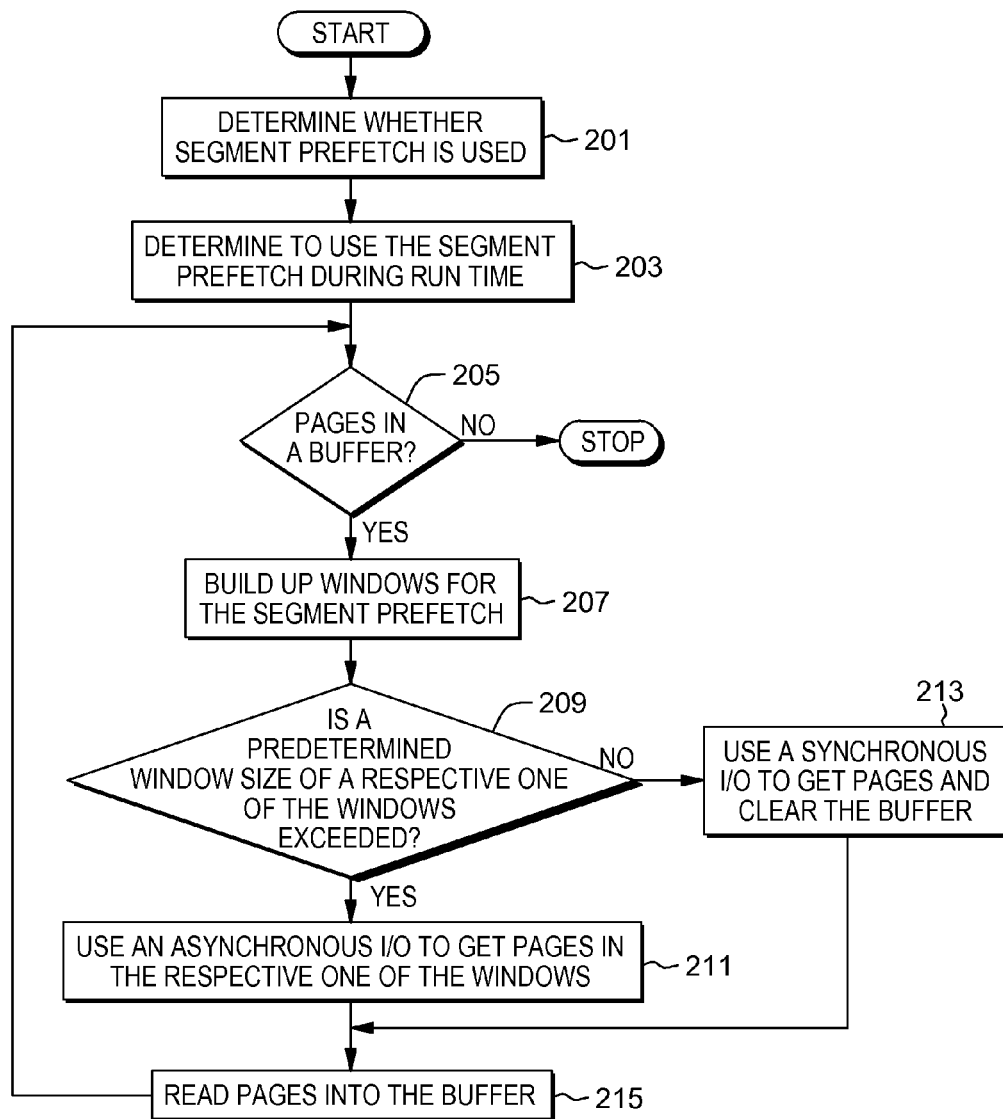 START
DETERMINE WHETHER
SEGMENT PREFETCH IS USED
201
DETERMINE TO USE THE SEGMENT
PREFETCH DURING RUN TIME
203
205
PAGES IN
A BUFFER?
NO
STOP
YES
BUILD UP WINDOWS FOR
THE SEGMENT PREFETCH
207
209
IS A
PREDETERMINED
WINDOW SIZE OF A RESPECTIVE ONE
OF THE WINDOWS
EXCEEDED?
NO
213
USE A SYNCHRONOUS
I/O TO GET PAGES AND
CLEAR THE BUFFER
YES
USE AN ASYNCHRONOUS I/O TO GET PAGES IN
THE RESPECTIVE ONE OF THE WINDOWS
211
READ PAGES INTO THE BUFFER
215